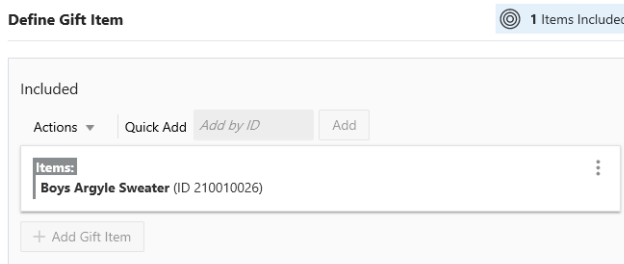 Define Gift Item
1 Items Included
Included
Actions
Quick Add
Add by ID
Add
Items:
Boys Argyle Sweater (ID 210010026)
+ Add Gift Item